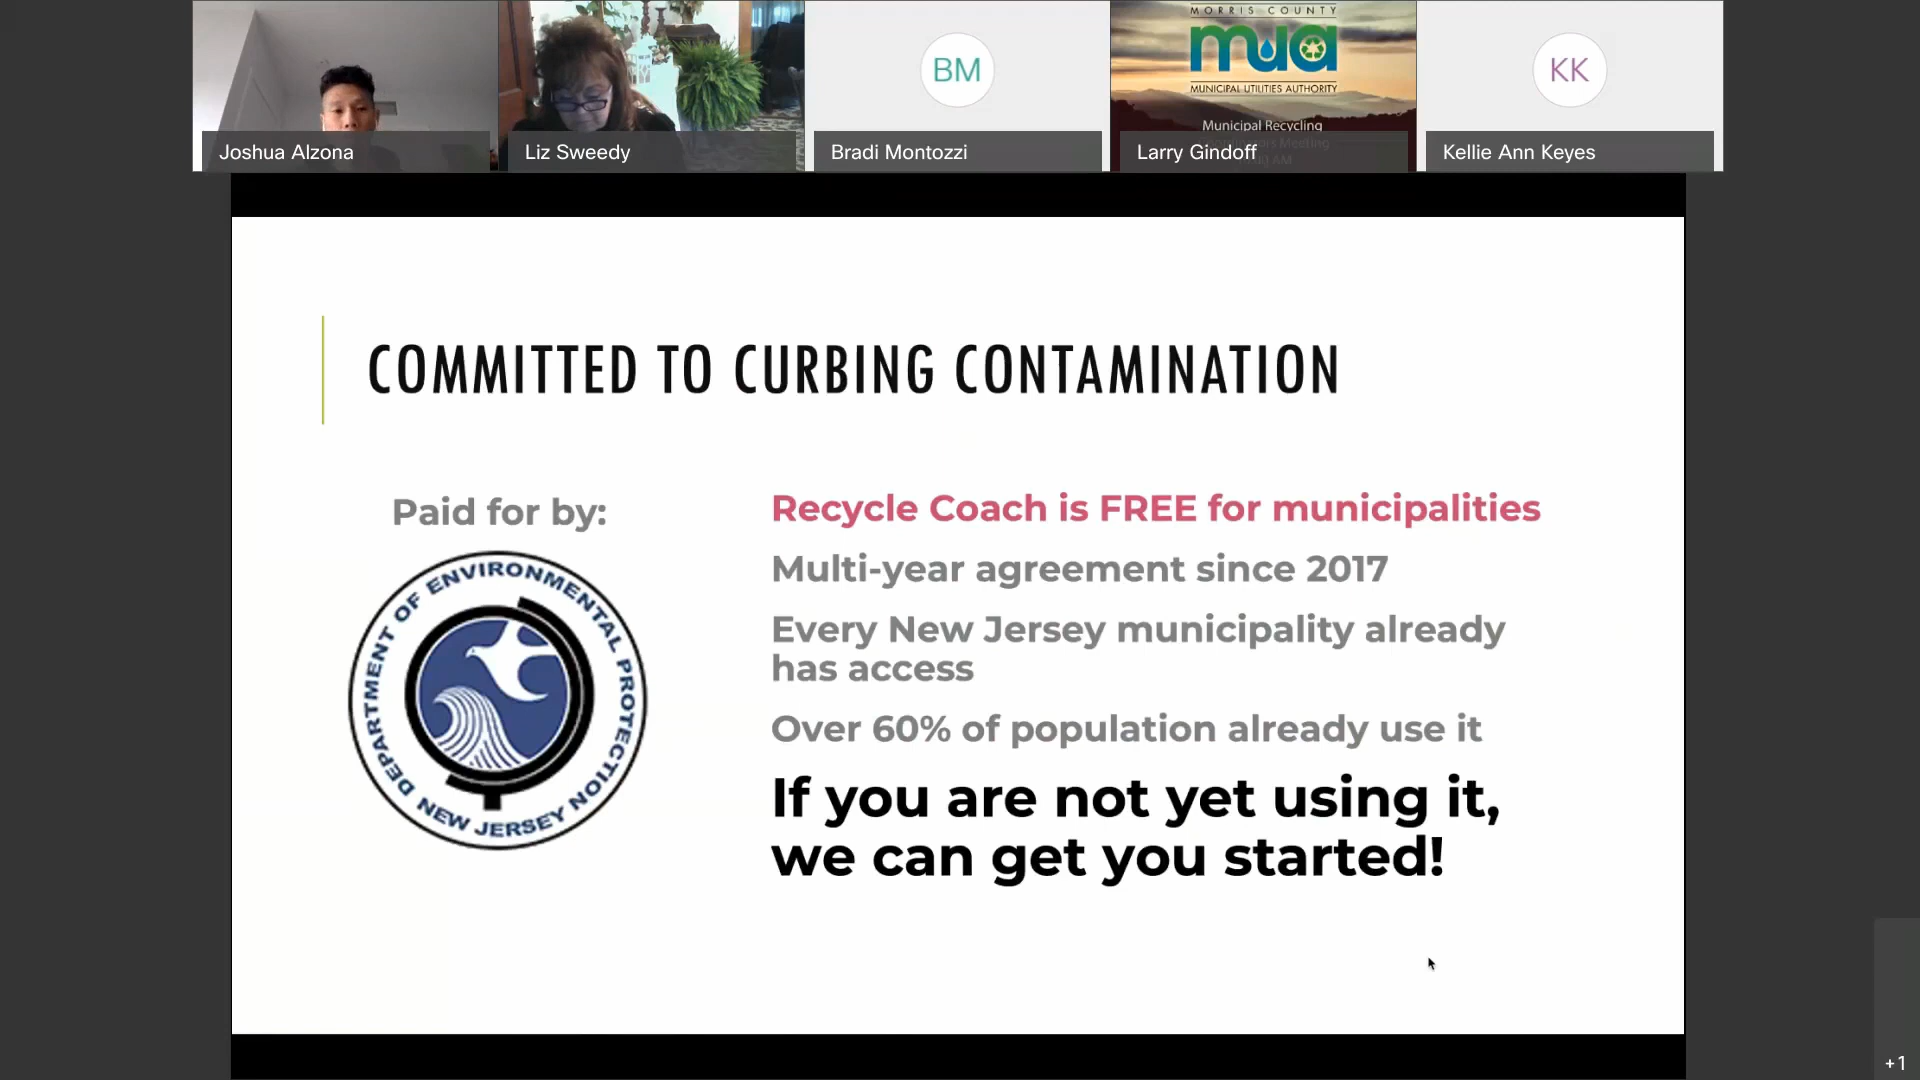 MORRIS COUNTY
mua
MUNICIPAL UTILITIES AUTHORITY
Municipal Recycling
BM
KK
Joshua Alzona
Liz Sweedy
Bradi Montozzi
Larry Gindoff
Kellie Ann Keyes
COMMITTED TO CURBING CONTAMINATION
Paid for by:
NEW JERSEY DEPARTMENT OF ENVIRONMENTAL PROTECTION
Recycle Coach is FREE for municipalities
Multi-year agreement since 2017
Every New Jersey municipality already
has access
Over 60% of population already use it
If you are not yet using it,
we can get you started!
+1